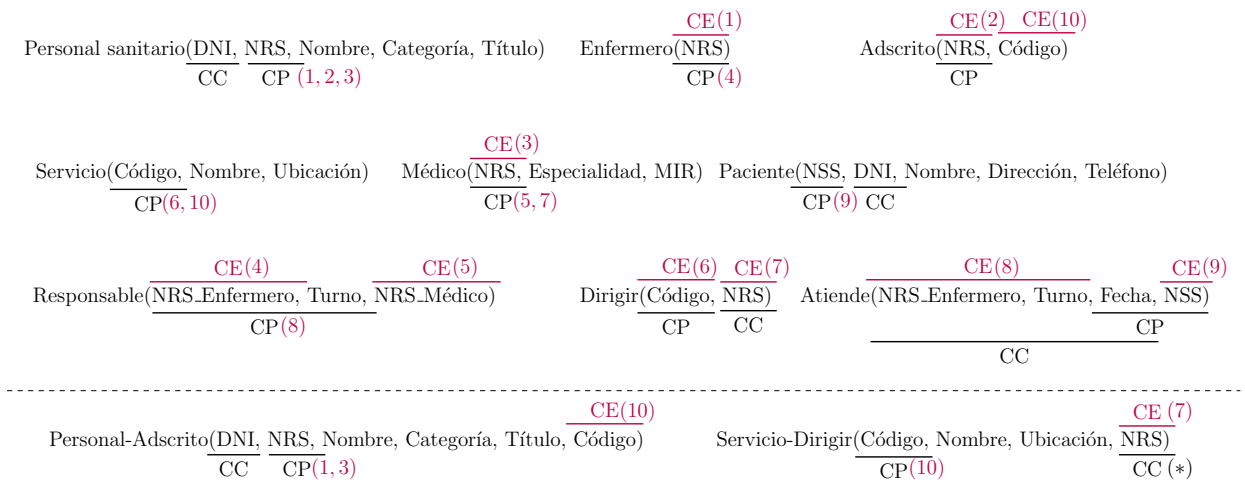 CE(1) CE(2) CE(10)
Personal sanitario(DNI, NRS, Nombre, Categoría, Título) Enfermero(NRS) Adscrito(NRS, Código)
CC CP (1, 2, 3) CP(4) CP
CE(3)
Servicio(Código, Nombre, Ubicación) Médico(NRS, Especialidad, MIR) Paciente(NSS, DNI, Nombre, Dirección, Teléfono)
CP(6, 10) CP(5, 7) CP(9) CC
CE(4) CE(5) CE(6) CE(7) CE(8) CE(9)
Responsable(NRS_Enfermero, Turno, NRS_Médico) Dirigir(Código, NRS) Atiende(NRS_Enfermero, Turno, Fecha, NSS)
CP(8) CP CC CP
CC
CE(10) CE (7)
Personal-Adscrito(DNI, NRS, Nombre, Categoría, Título, Código) Servicio-Dirigir(Código, Nombre, Ubicación, NRS)
CC CP(1, 3) CP(10) CC (*)